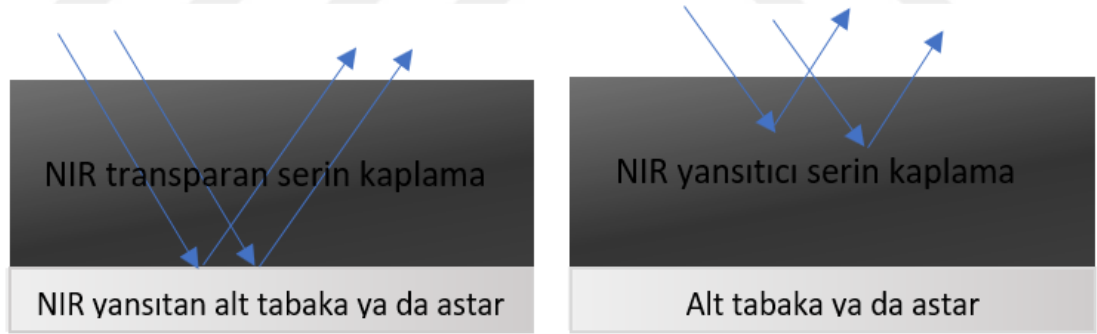 NIR transparan serin kaplama
NIR yansıtan alt tabaka ya da astar
NIR yansıtıcı serin kaplama
Alt tabaka ya da astar